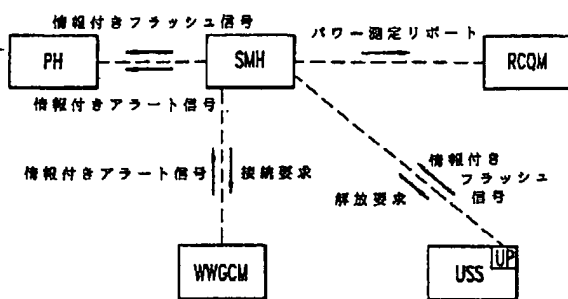 情報付きフラッシュ信号
パワー測定リポート
PH
SMH
RCQM
情報付きアラート信号
情報付きアラート信号
接続要求
情報付き
フラッシュ
信号
解放要求
WWGCM
USS
UP